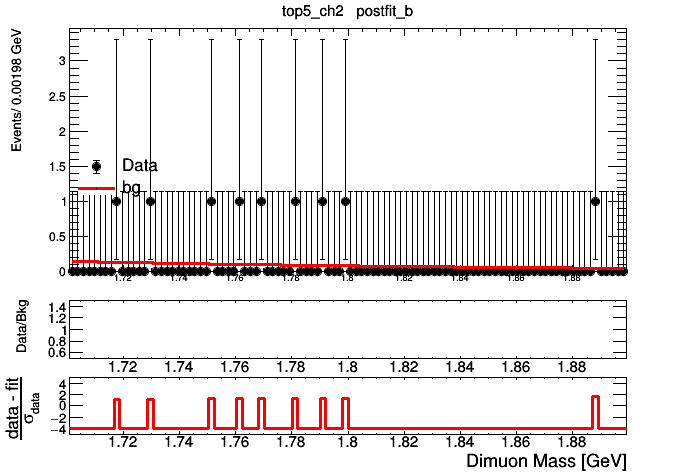 top5_ch2 postfit_b
Events/ 0.00198 GeV
3
2.5
2
1.5
1
0.5
0
Data
bg
1.72 1.74 1.76 1.78 1.8 1.82 1.84 1.86 1.88
Data/Bkg
1.4
1.2
1
0.8
0.6
1.72 1.74 1.76 1.78 1.8 1.82 1.84 1.86 1.88
data - fit
σdata
4
2
0
−2
−4
1.72 1.74 1.76 1.78 1.8 1.82 1.84 1.86 1.88
Dimuon Mass [GeV]